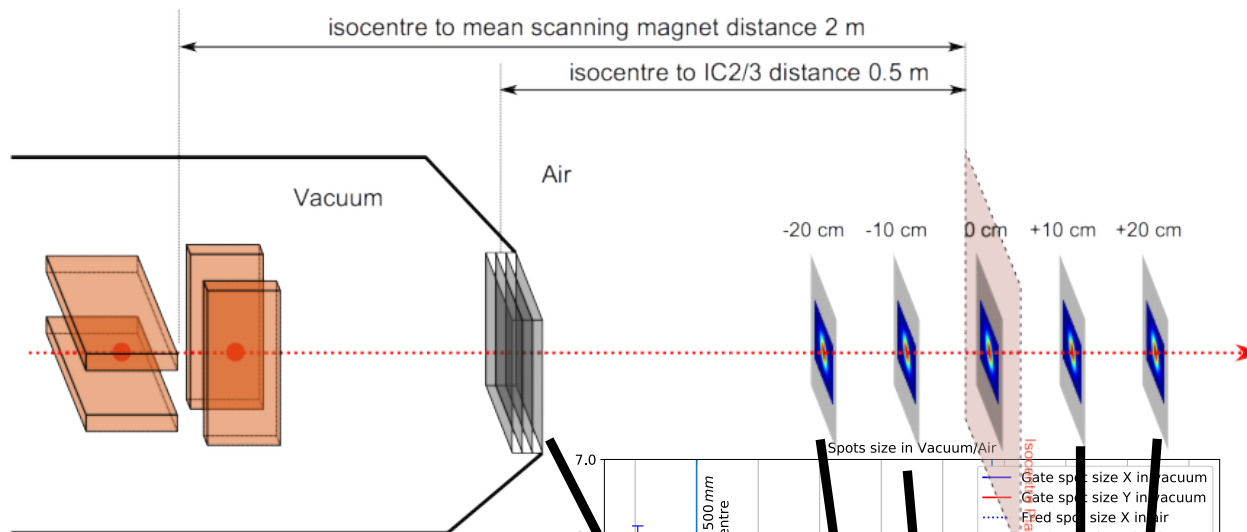 isocentre to mean scanning magnet distance 2 m
isocentre to IC2/3 distance 0.5 m
Air
Vacuum
-20 cm
-10 cm
0 cm
+10 cm
+20 cm
Spots size in Vacuum/Air
7.0
500mm
entre
Gate spot size X in vacuum
Gate spot size Y in vacuum
Fred spot size X in air